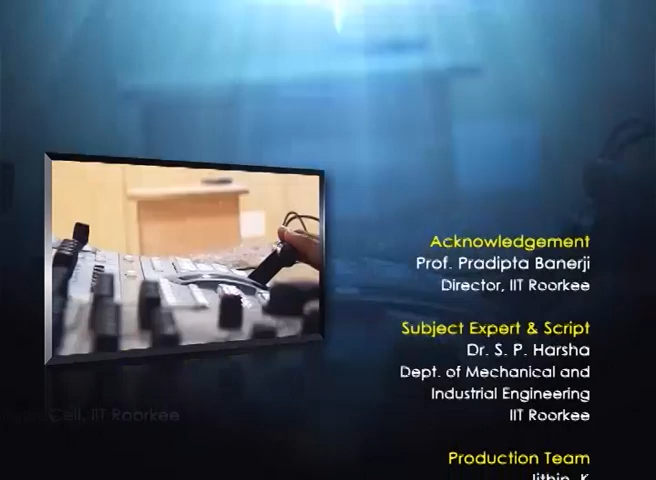 Acknowledgement
Prof. Pradipta Banerji
Director, IIT Roorkee
Subject Expert & Script
Dr. S. P. Harsha
Dept. of Mechanical and
Industrial Engineering
IIT Roorkee
Cell, IIT Roorkee
Production Team
Jithin. K